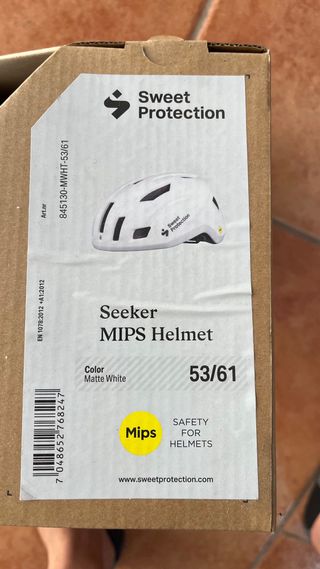 Sweet
Protection
Art.nr
845130-MWHT-53/61
EN 1078:2012 +A1:2012
Sweet
Protection
Seeker
MIPS Helmet
Color
Matte White
53/61
Mips
SAFETY
FOR
HELMETS
7 048652 768247
www.sweetprotection.com